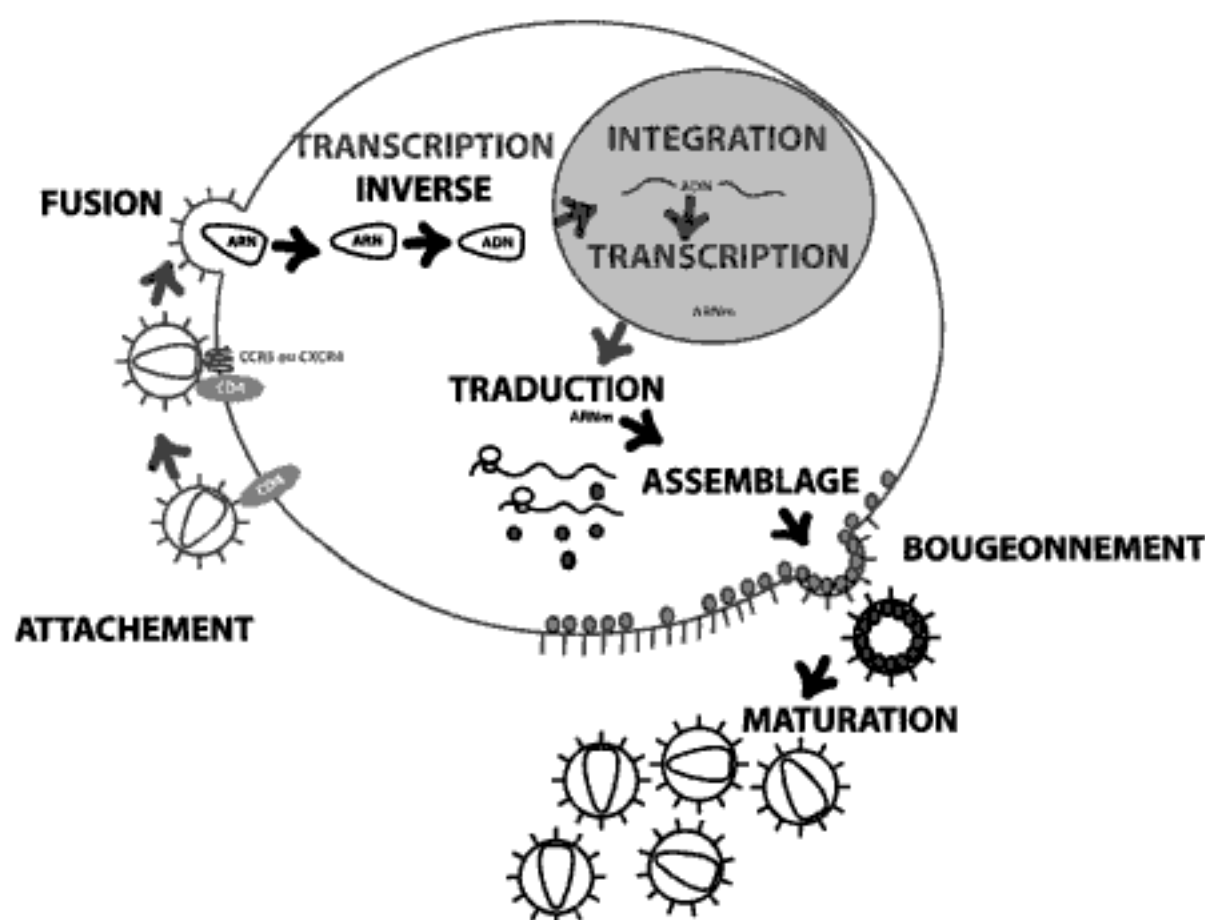 TRANSCRIPTION
INVERSE
INTEGRATION
ADN
TRANSCRIPTION
ARNm
FUSION
ARN
ARN
ADN
CCR5 ou CXCR4
CD4
CD4
TRADUCTION
ARNm
ASSEMBLAGE
BOUGEONNEMENT
ATTACHEMENT
MATURATION